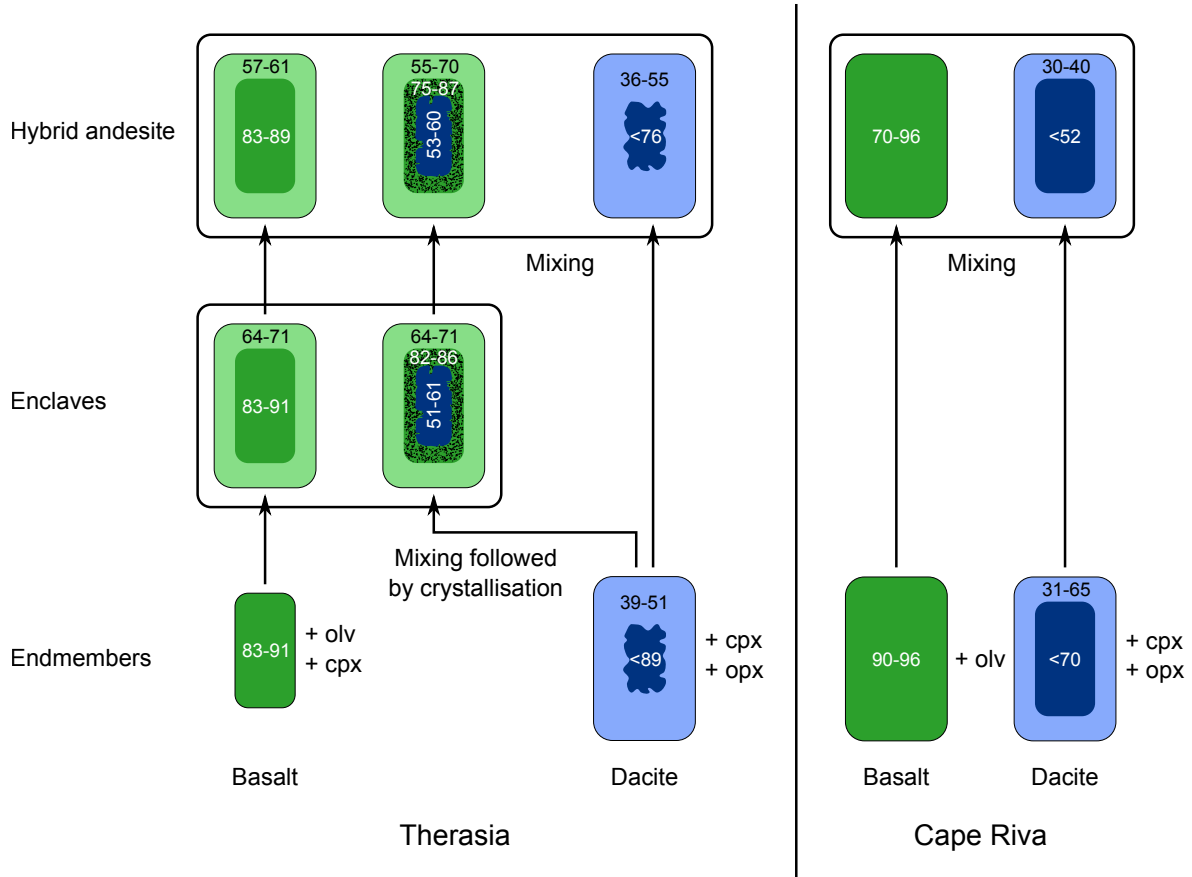 57-61
55-70
75-87
53-60
36-55
30-40
Hybrid andesite
83-89
<76
70-96
<52
Mixing
Mixing
64-71
64-71
82-86
51-61
Enclaves
83-91
Mixing followed
by crystallisation
39-51
31-65
83-91
+ olv
+ cpx
<89
+ cpx
+ opx
Endmembers
90-96
+ olv
<70
+ cpx
+ opx
Basalt
Dacite
Basalt
Dacite
Therasia
Cape Riva